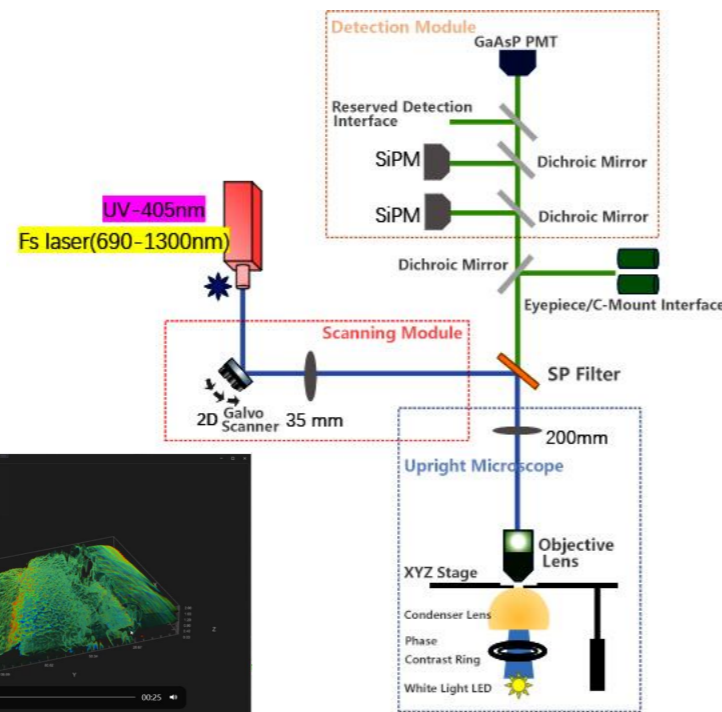 Detection Module
GaAsP PMT
Reserved Detection
Interface
SiPM
Dichroic Mirror
SiPM
Dichroic Mirror
UV-405nm
Fs laser(690-1300nm)
Dichroic Mirror
Eyepiece/C-Mount Interface
Scanning Module
SP Filter
2D Galvo
Scanner
35 mm
200mm
Upright Microscope
Objective
Lens
XYZ Stage
Condenser Lens
Phase
Contrast Ring
White Light LED
Z
Y
00:25